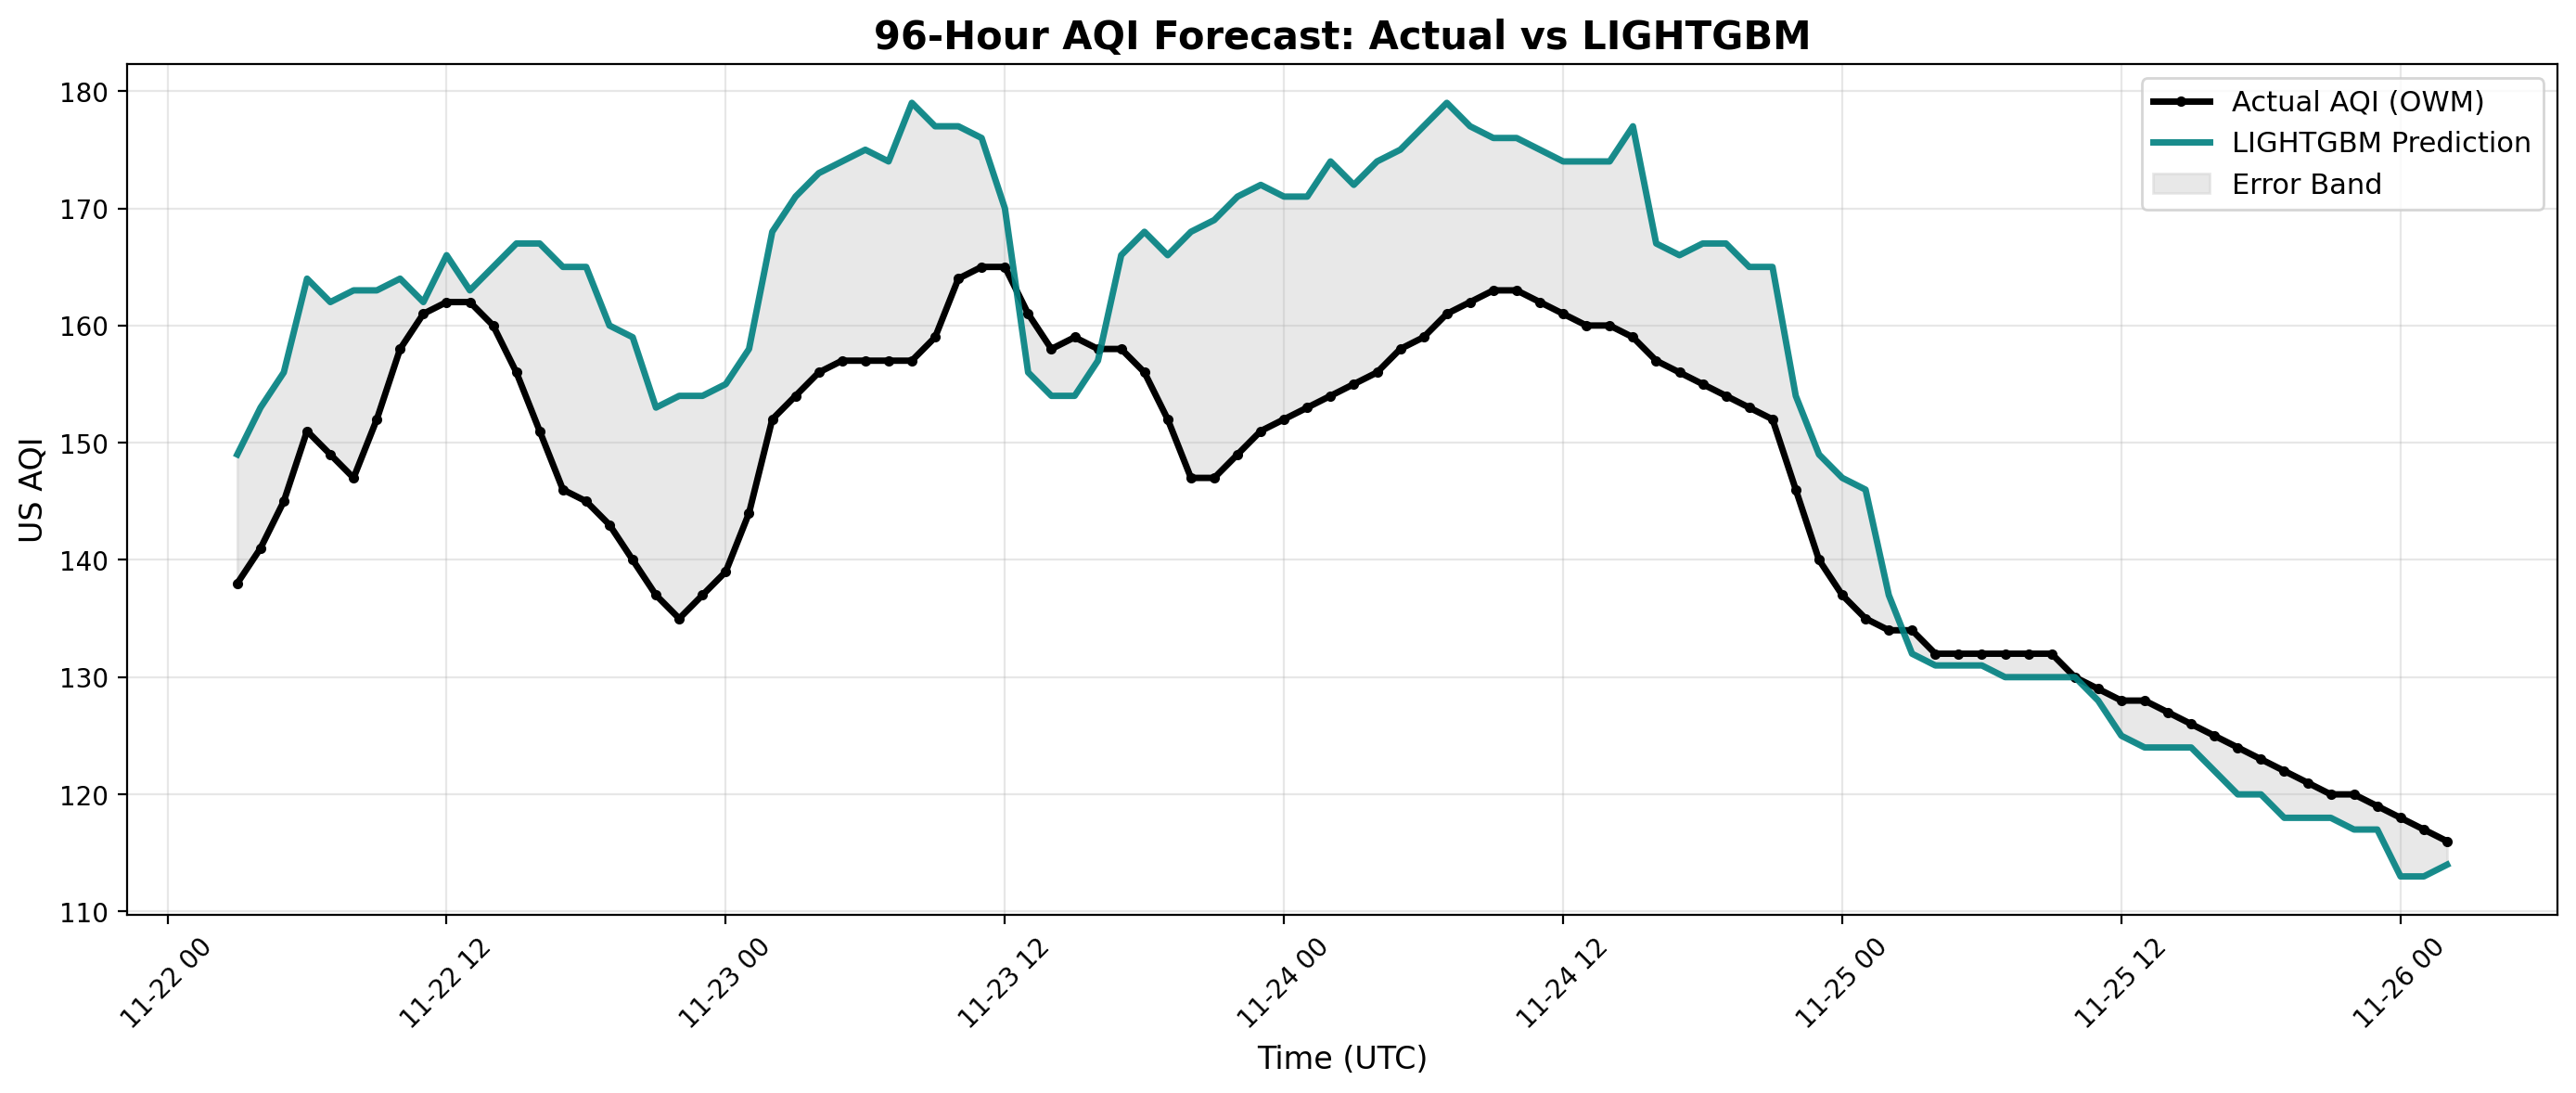 96-Hour AQI Forecast: Actual vs LIGHTGBM
Actual AQI (OWM)
LIGHTGBM Prediction
Error Band
US AQI
180
170
160
150
140
130
120
110
11-22 00
11-22 12
11-23 00
11-23 12
11-24 00
11-24 12
11-25 00
11-25 12
11-26 00
Time (UTC)